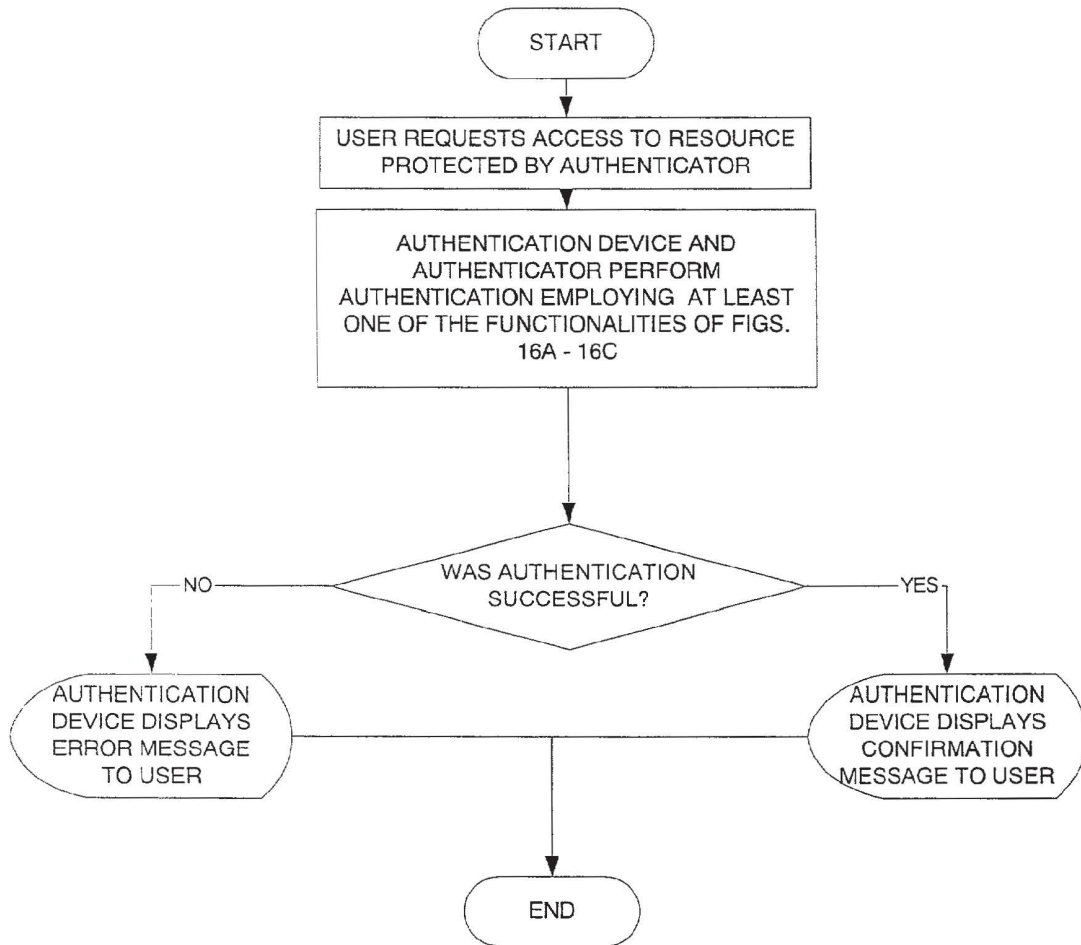 START
USER REQUESTS ACCESS TO RESOURCE
PROTECTED BY AUTHENTICATOR
AUTHENTICATION DEVICE AND
AUTHENTICATOR PERFORM
AUTHENTICATION EMPLOYING AT LEAST
ONE OF THE FUNCTIONALITIES OF FIGS.
16A - 16C
WAS AUTHENTICATION
SUCCESSFUL?
NO
YES
AUTHENTICATION
DEVICE DISPLAYS
ERROR MESSAGE
TO USER
AUTHENTICATION
DEVICE DISPLAYS
CONFIRMATION
MESSAGE TO USER
END